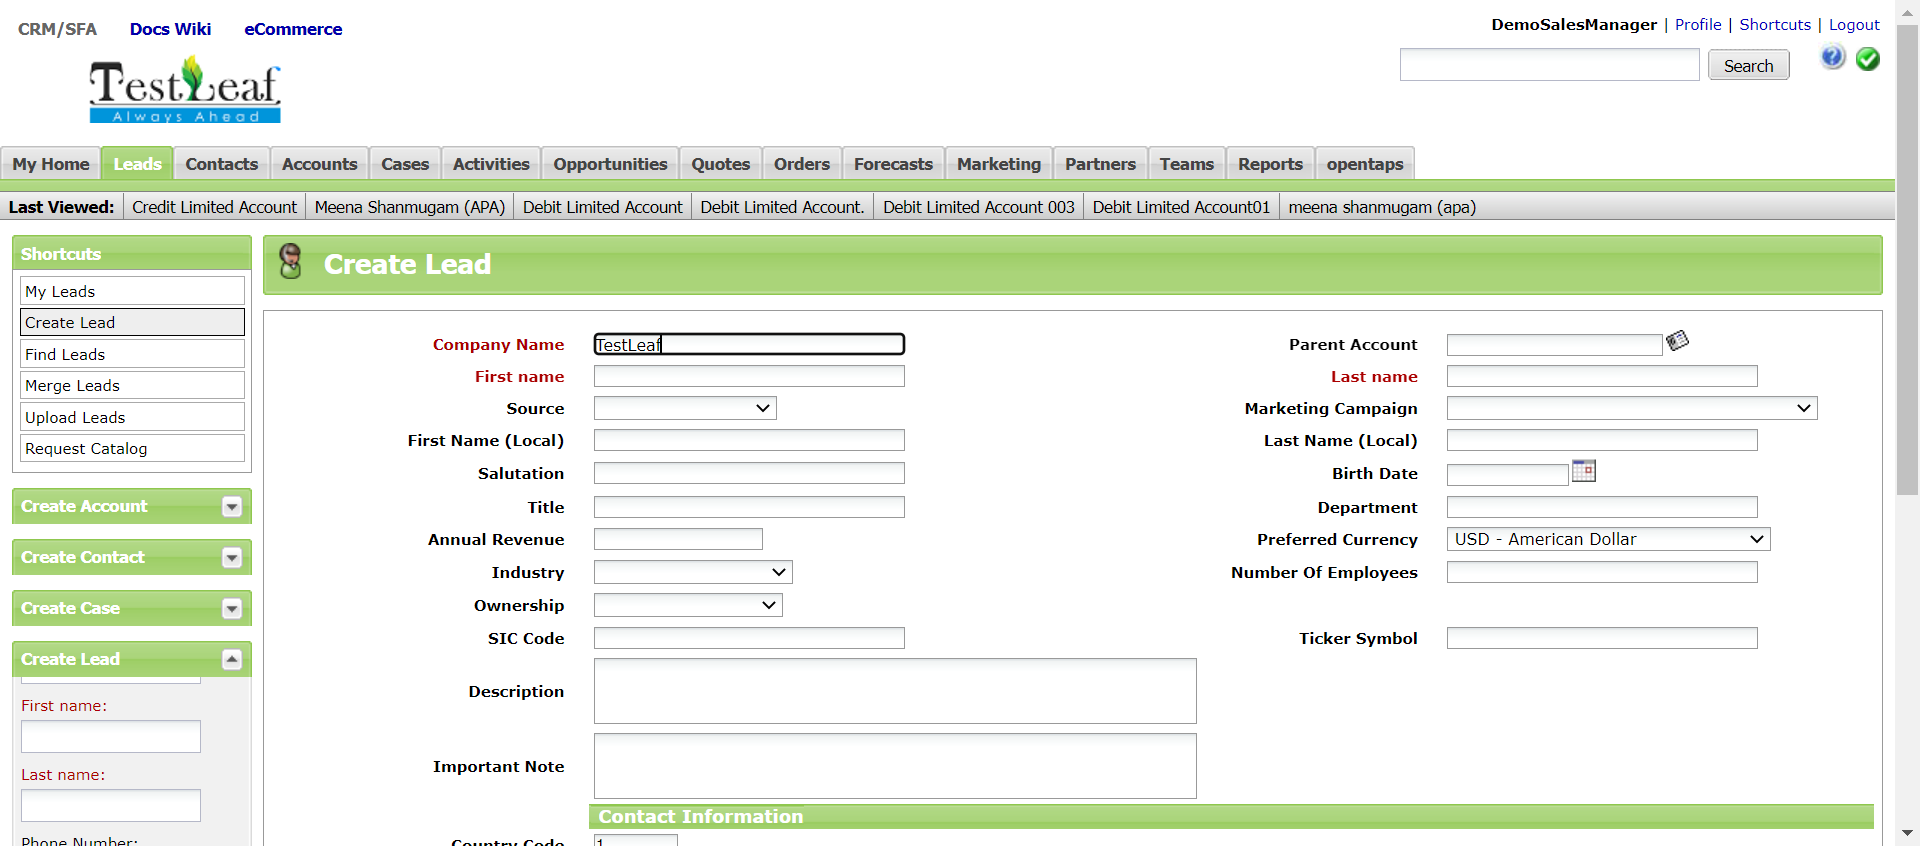 CRM/SFA Docs Wiki eCommerce
DemoSalesManager | Profile | Shortcuts | Logout
Search
TestLeaf
Always Ahead
My Home Leads Contacts Accounts Cases Activities Opportunities Quotes Orders Forecasts Marketing Partners Teams Reports opentaps
Last Viewed: Credit Limited Account Meena Shanmugam (APA) Debit Limited Account Debit Limited Account. Debit Limited Account 003 Debit Limited Account01 meena shanmugam (apa)
Shortcuts
My Leads
Create Lead
Find Leads
Merge Leads
Upload Leads
Request Catalog
Create Account
Create Contact
Create Case
Create Lead
First name:
Last name:
Phone Number:
Create Lead
Company Name TestLeaf Parent Account
First name Last name
Source Marketing Campaign
First Name (Local) Last Name (Local)
Salutation Birth Date
Title Department
Annual Revenue Preferred Currency USD - American Dollar
Industry Number Of Employees
Ownership
SIC Code Ticker Symbol
Description
Important Note
Contact Information
Country Code 1